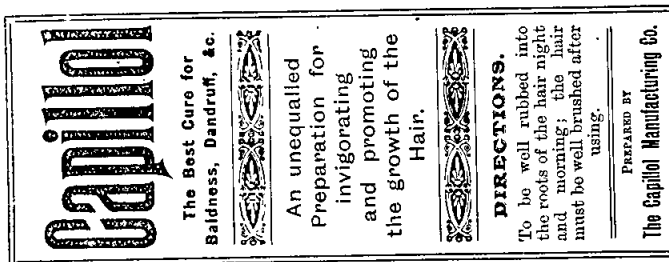 Capillol
The Best Cure for
Baldness, Dandruff, &c.
An unequalled
Preparation for
invigorating
and promoting
the growth of the
Hair.
DIRECTIONS.
To be well rubbed into
the roots of the hair night
and morning; the hair
must be well brushed after
using.
PREPARED BY
The Capillol Manufacturing Co.